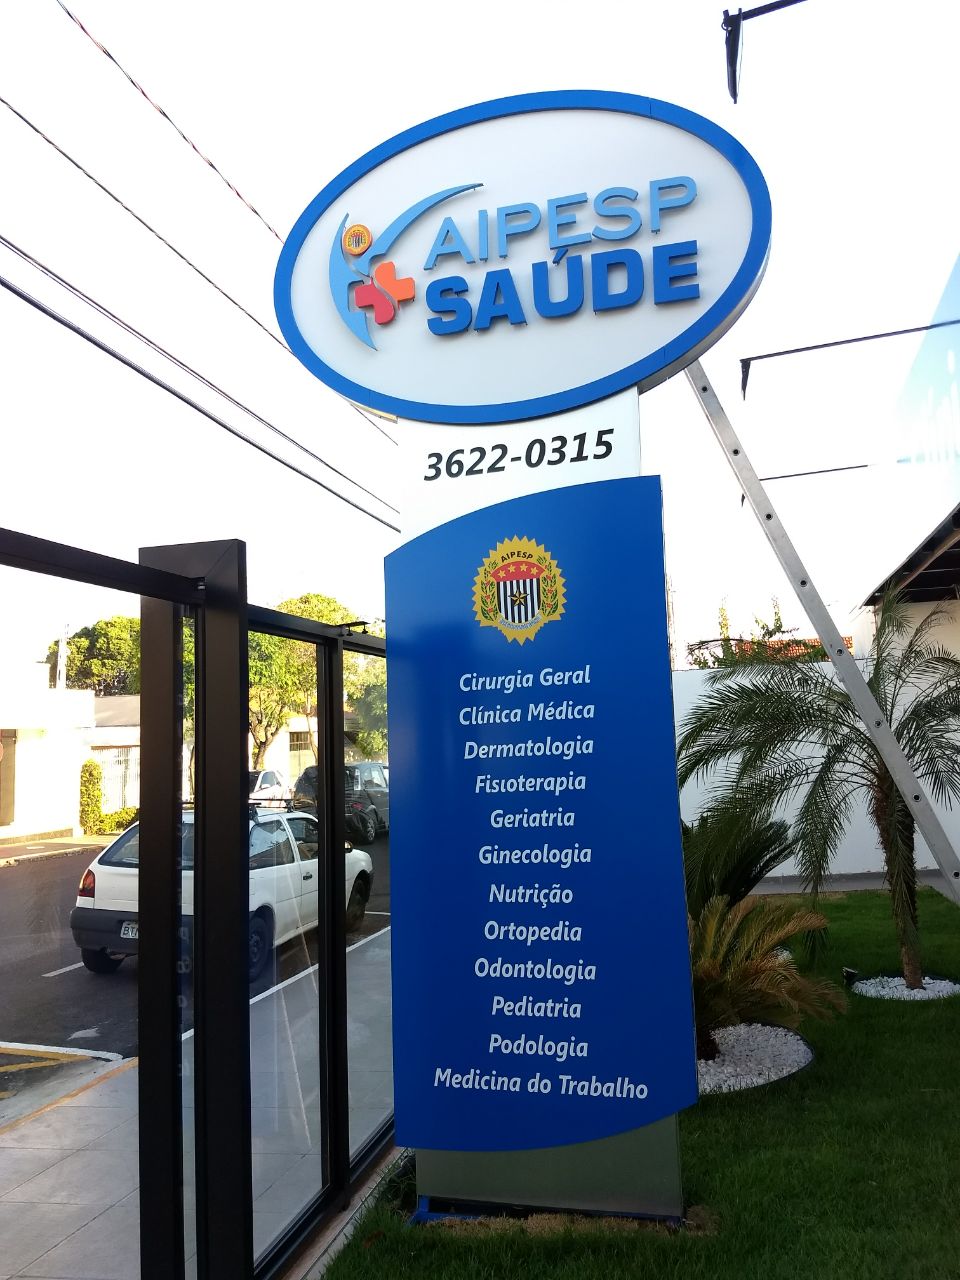 AIPESP
SAÚDE
3622-0315
AIPESP
Cirurgia Geral
Clínica Médica
Dermatologia
Fisioterapia
Geriatria
Ginecologia
Nutrição
Ortopedia
Odontologia
Pediatria
Podologia
Medicina do Trabalho